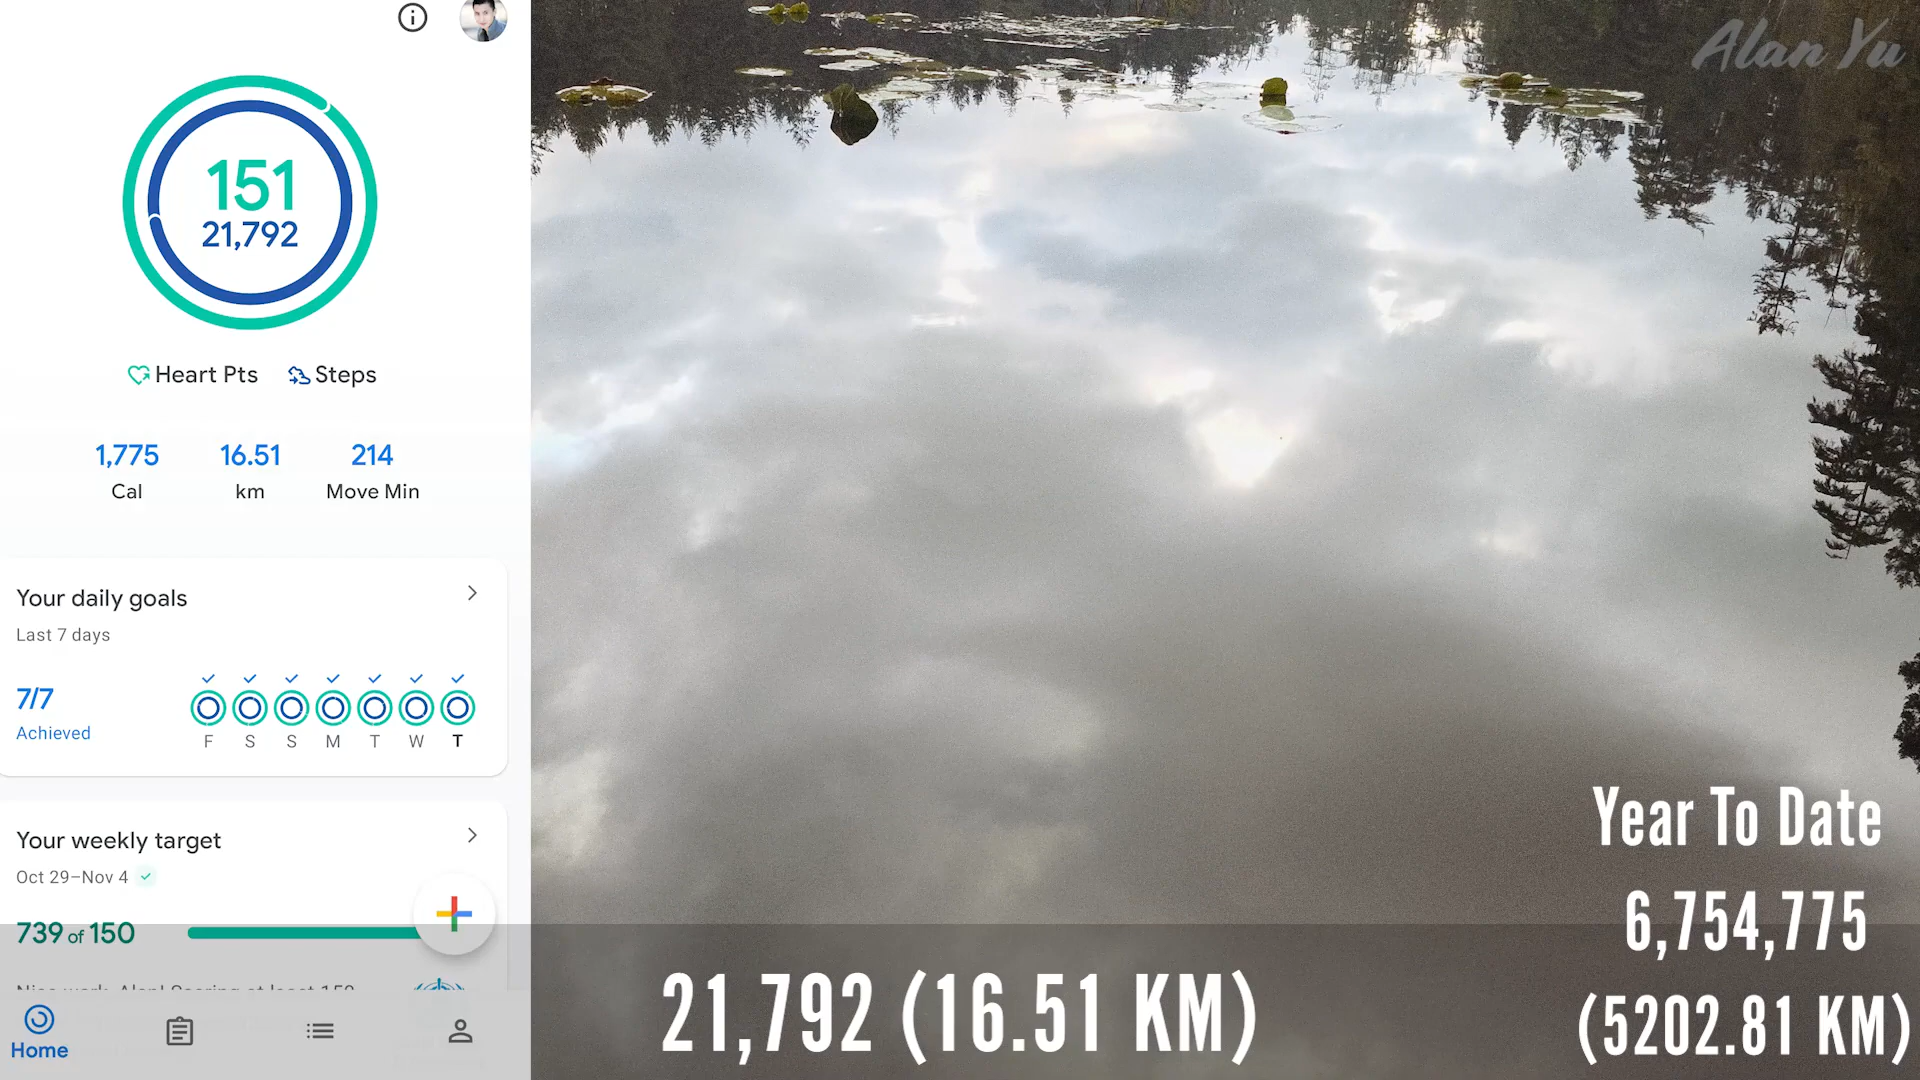 151
21,792
Heart Pts Steps
1,775 16.51 214
Cal km Move Min
Your daily goals
Last 7 days
7/7
Achieved
F S S M T W T
Your weekly target
Oct 29–Nov 4
739 of 150
Home
Alan Yu
Year To Date
6,754,775
(5202.81 KM)
21,792 (16.51 KM)